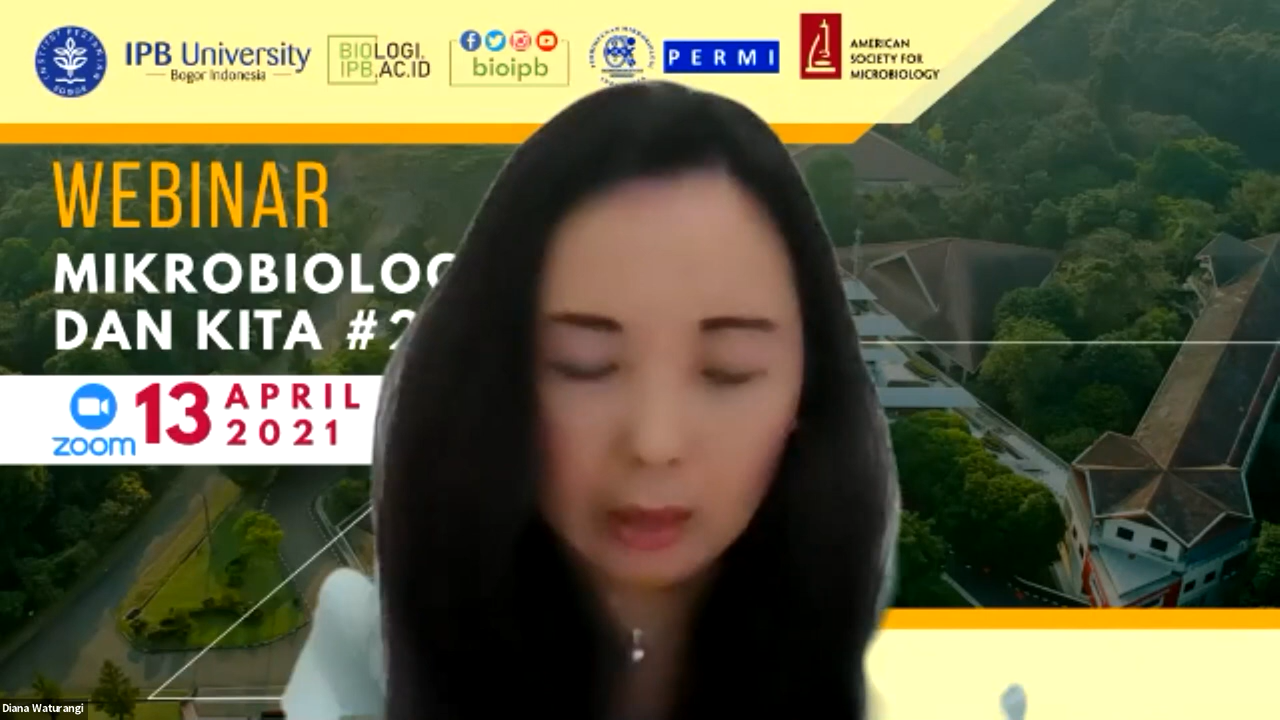 IPB University
Bogor Indonesia
BIOLOGI.
IPB.AC.ID
bioipb
PERMI
AMERICAN
SOCIETY FOR
MICROBIOLOGY
WEBINAR
MIKROBIOLOG
DAN KITA #2
zoom
13
APRIL
2021
Diana Waturangi